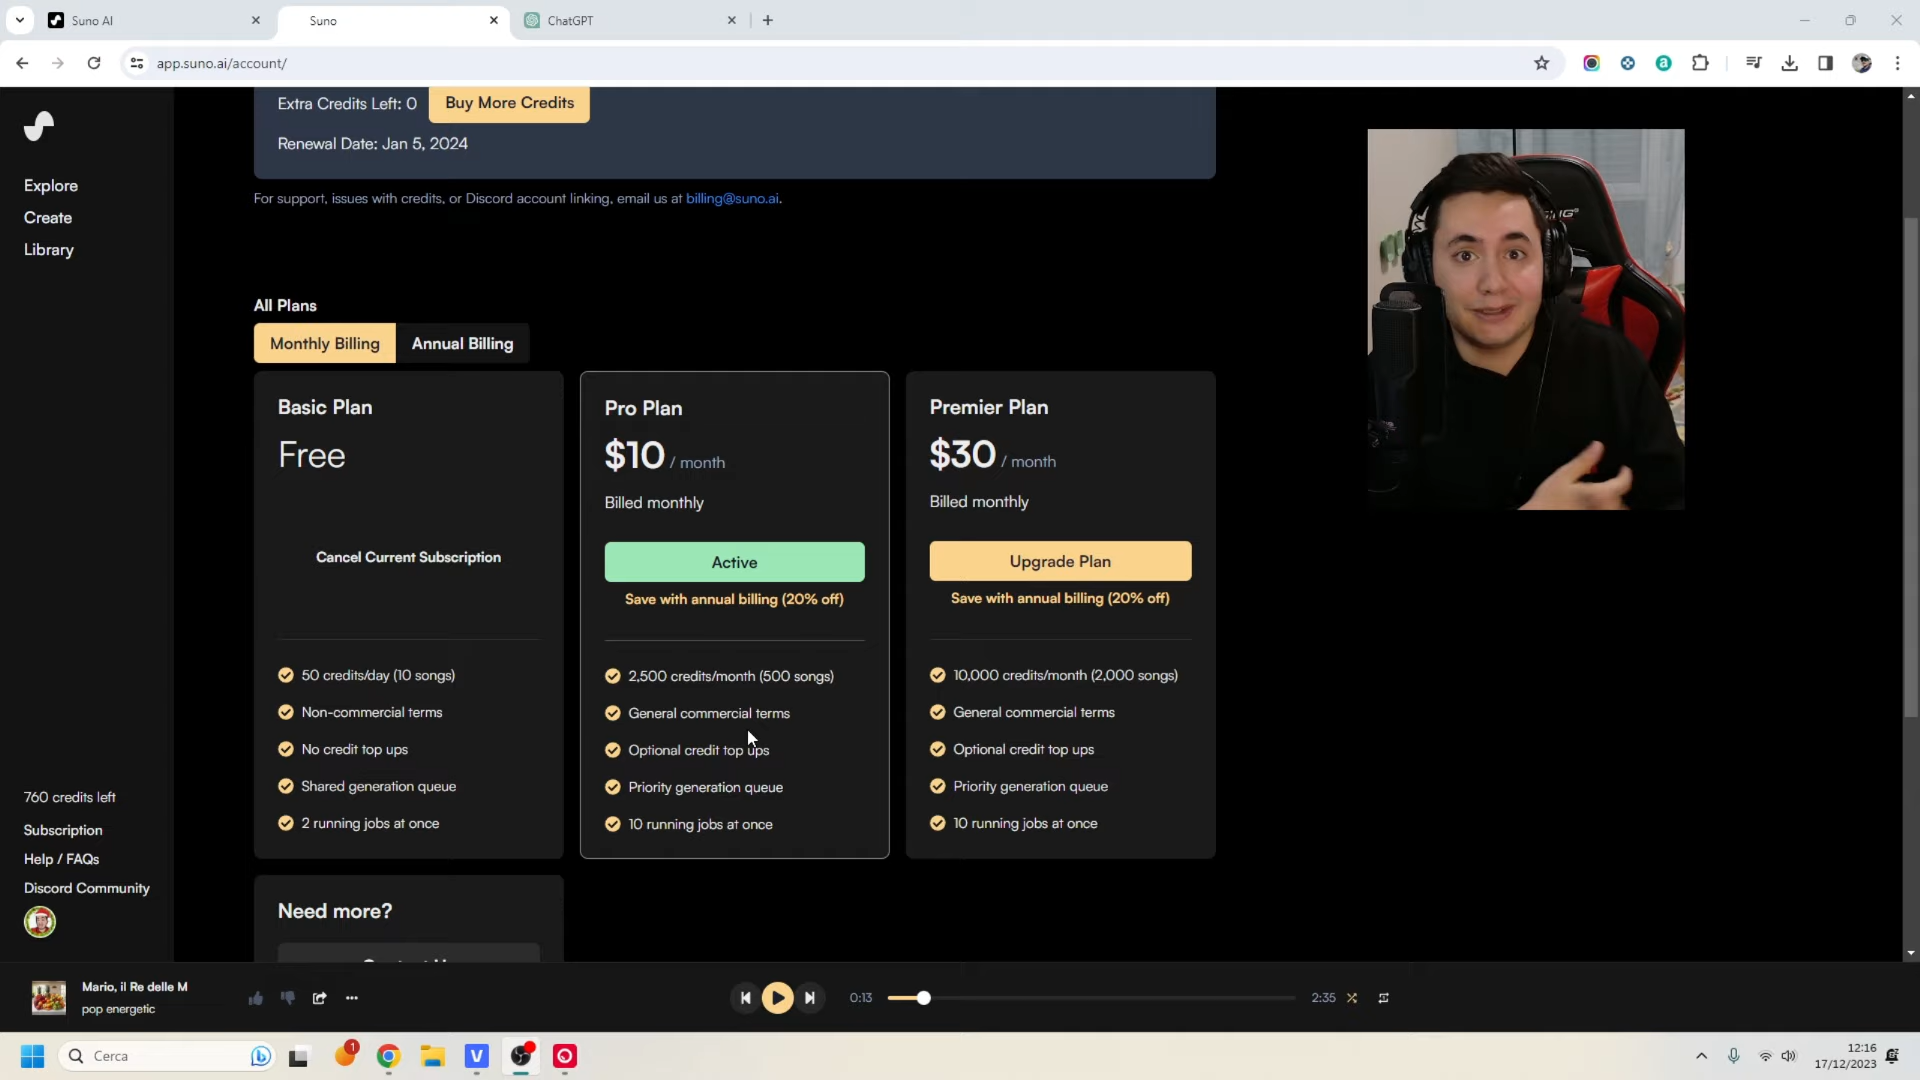 Suno AI
Suno
ChatGPT
app.suno.ai/account/
Explore
Create
Library
Extra Credits Left: 0
Buy More Credits
Renewal Date: Jan 5, 2024
For support, issues with credits, or Discord account linking, email us at billing@suno.ai.
All Plans
Monthly Billing
Annual Billing
Basic Plan
Free
Cancel Current Subscription
50 credits/day (10 songs)
Non-commercial terms
No credit top ups
Shared generation queue
2 running jobs at once
Pro Plan
$10 / month
Billed monthly
Active
Save with annual billing (20% off)
2,500 credits/month (500 songs)
General commercial terms
Optional credit top ups
Priority generation queue
10 running jobs at once
Premier Plan
$30 / month
Billed monthly
Upgrade Plan
Save with annual billing (20% off)
10,000 credits/month (2,000 songs)
General commercial terms
Optional credit top ups
Priority generation queue
10 running jobs at once
Need more?
760 credits left
Subscription
Help / FAQs
Discord Community
Mario, il Re delle M
pop energetic
0:13
2:35
Cerca
1
V
12:16
17/12/2023